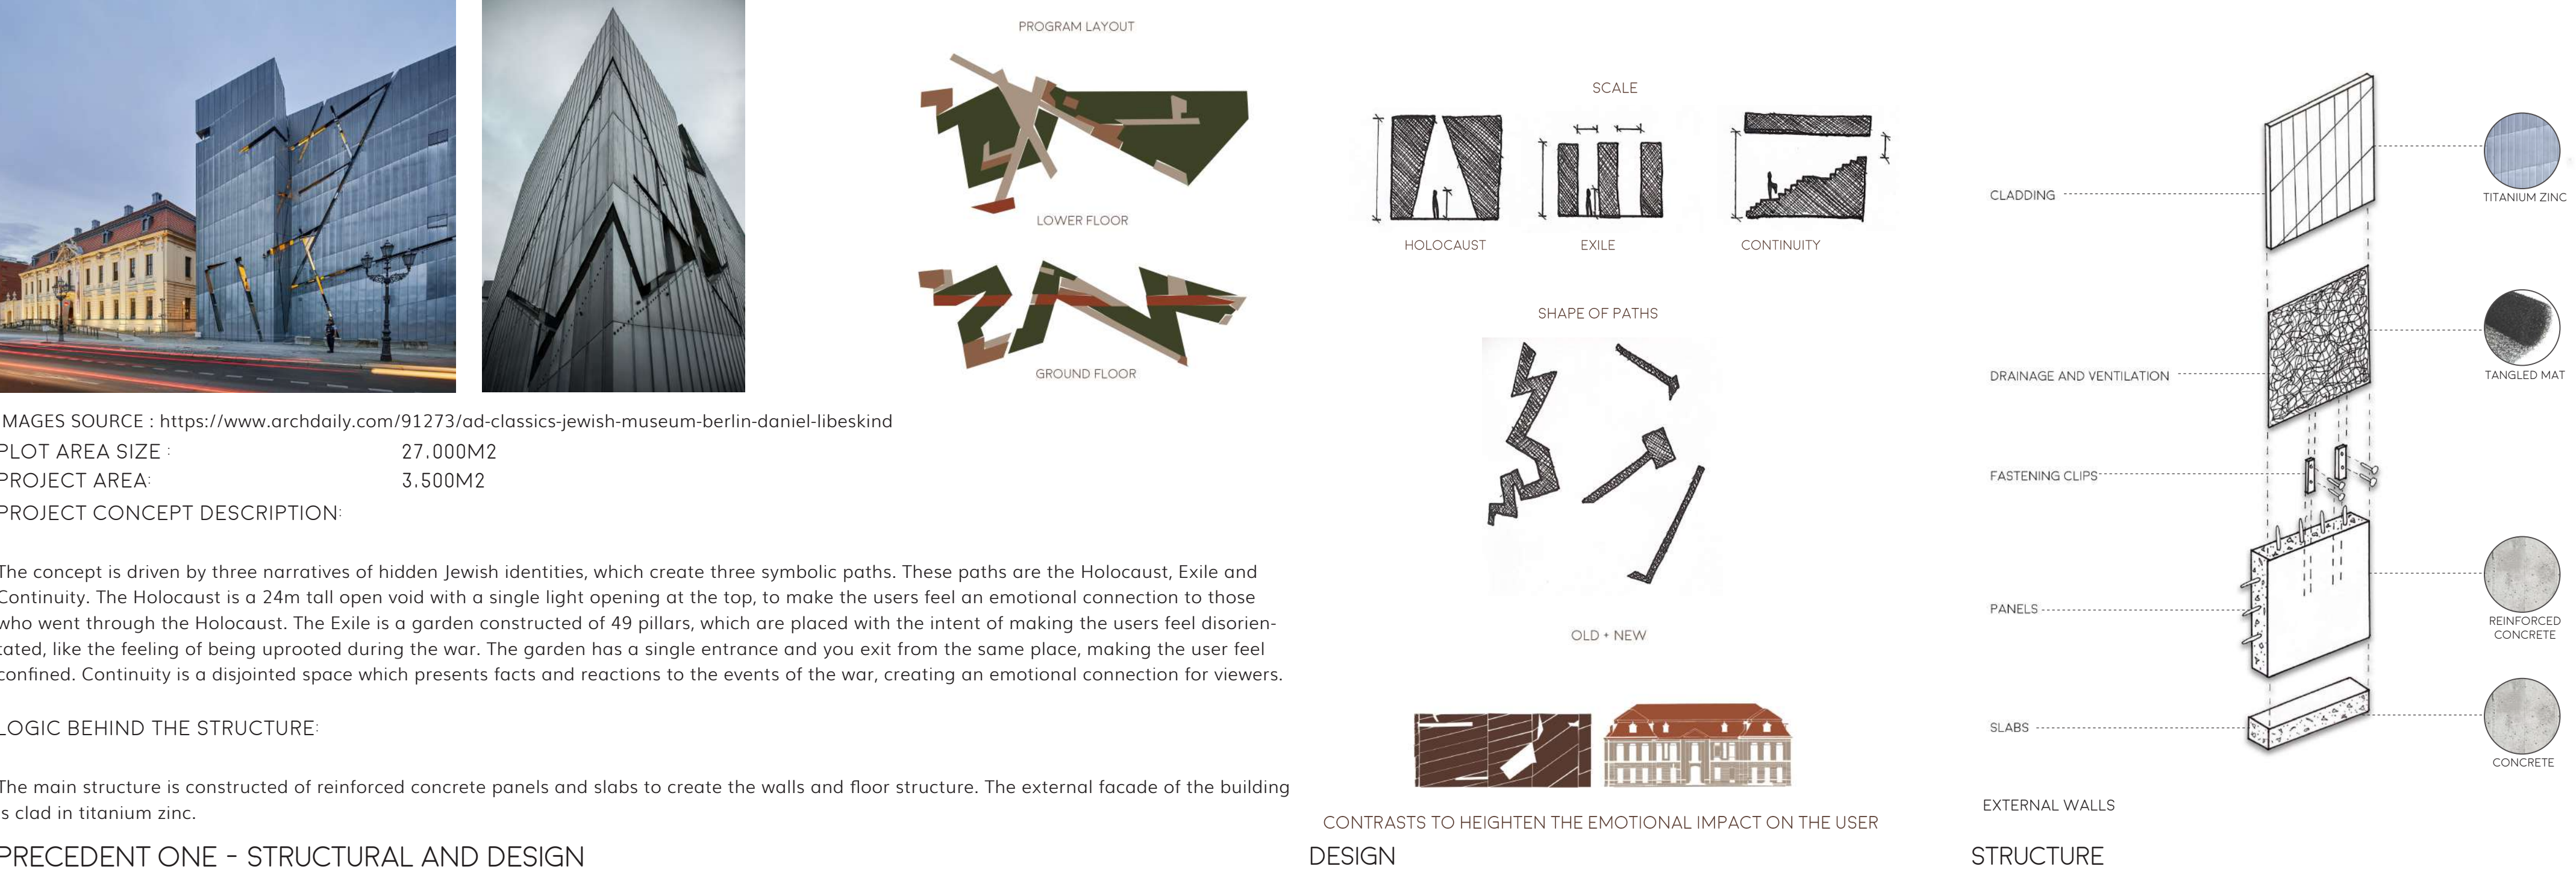 PROGRAM LAYOUT
LOWER FLOOR
GROUND FLOOR
MAGES SOURCE : https://www.archdaily.com/91273/ad-classics-jewish-museum-berlin-daniel-libeskind
PLOT AREA SIZE : 27.000M2
PROJECT AREA: 3.500M2
PROJECT CONCEPT DESCRIPTION:
The concept is driven by three narratives of hidden Jewish identities, which create three symbolic paths. These paths are the Holocaust, Exile and
Continuity. The Holocaust is a 24m tall open void with a single light opening at the top, to make the users feel an emotional connection to those
who went through the Holocaust. The Exile is a garden constructed of 49 pillars, which are placed with the intent of making the users feel disorien-
tated, like the feeling of being uprooted during the war. The garden has a single entrance and you exit from the same place, making the user feel
confined. Continuity is a disjointed space which presents facts and reactions to the events of the war, creating an emotional connection for viewers.
LOGIC BEHIND THE STRUCTURE:
The main structure is constructed of reinforced concrete panels and slabs to create the walls and floor structure. The external facade of the building
is clad in titanium zinc.
PRECEDENT ONE - STRUCTURAL AND DESIGN
SCALE
HOLOCAUST
EXILE
CONTINUITY
SHAPE OF PATHS
OLD + NEW
CONTRASTS TO HEIGHTEN THE EMOTIONAL IMPACT ON THE USER
DESIGN
CLADDING
TITANIUM ZINC
DRAINAGE AND VENTILATION
TANGLED MAT
FASTENING CLIPS
PANELS
REINFORCED
CONCRETE
SLABS
CONCRETE
EXTERNAL WALLS
STRUCTURE